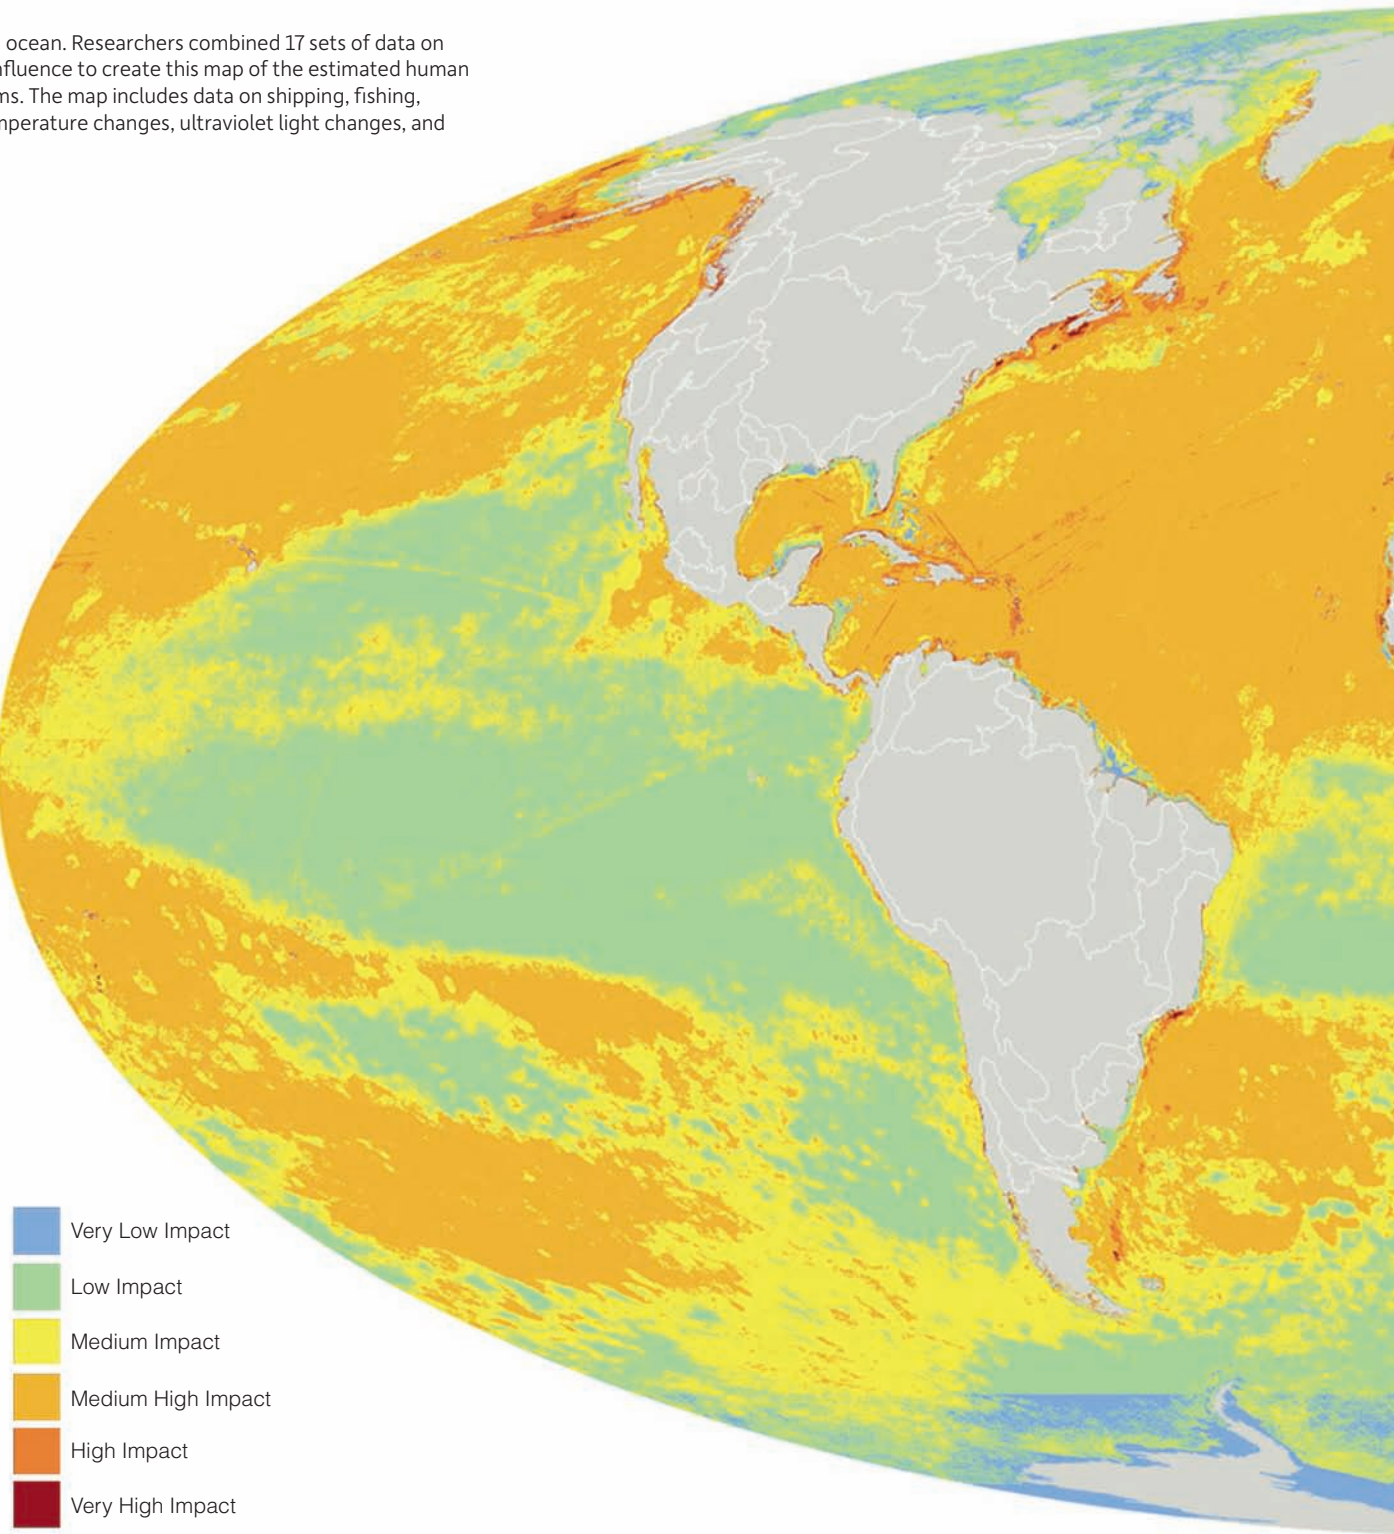 ocean. Researchers combined 17 sets of data on
nfluence to create this map of the estimated human
ms. The map includes data on shipping, fishing,
mperature changes, ultraviolet light changes, and
Very Low Impact
Low Impact
Medium Impact
Medium High Impact
High Impact
Very High Impact